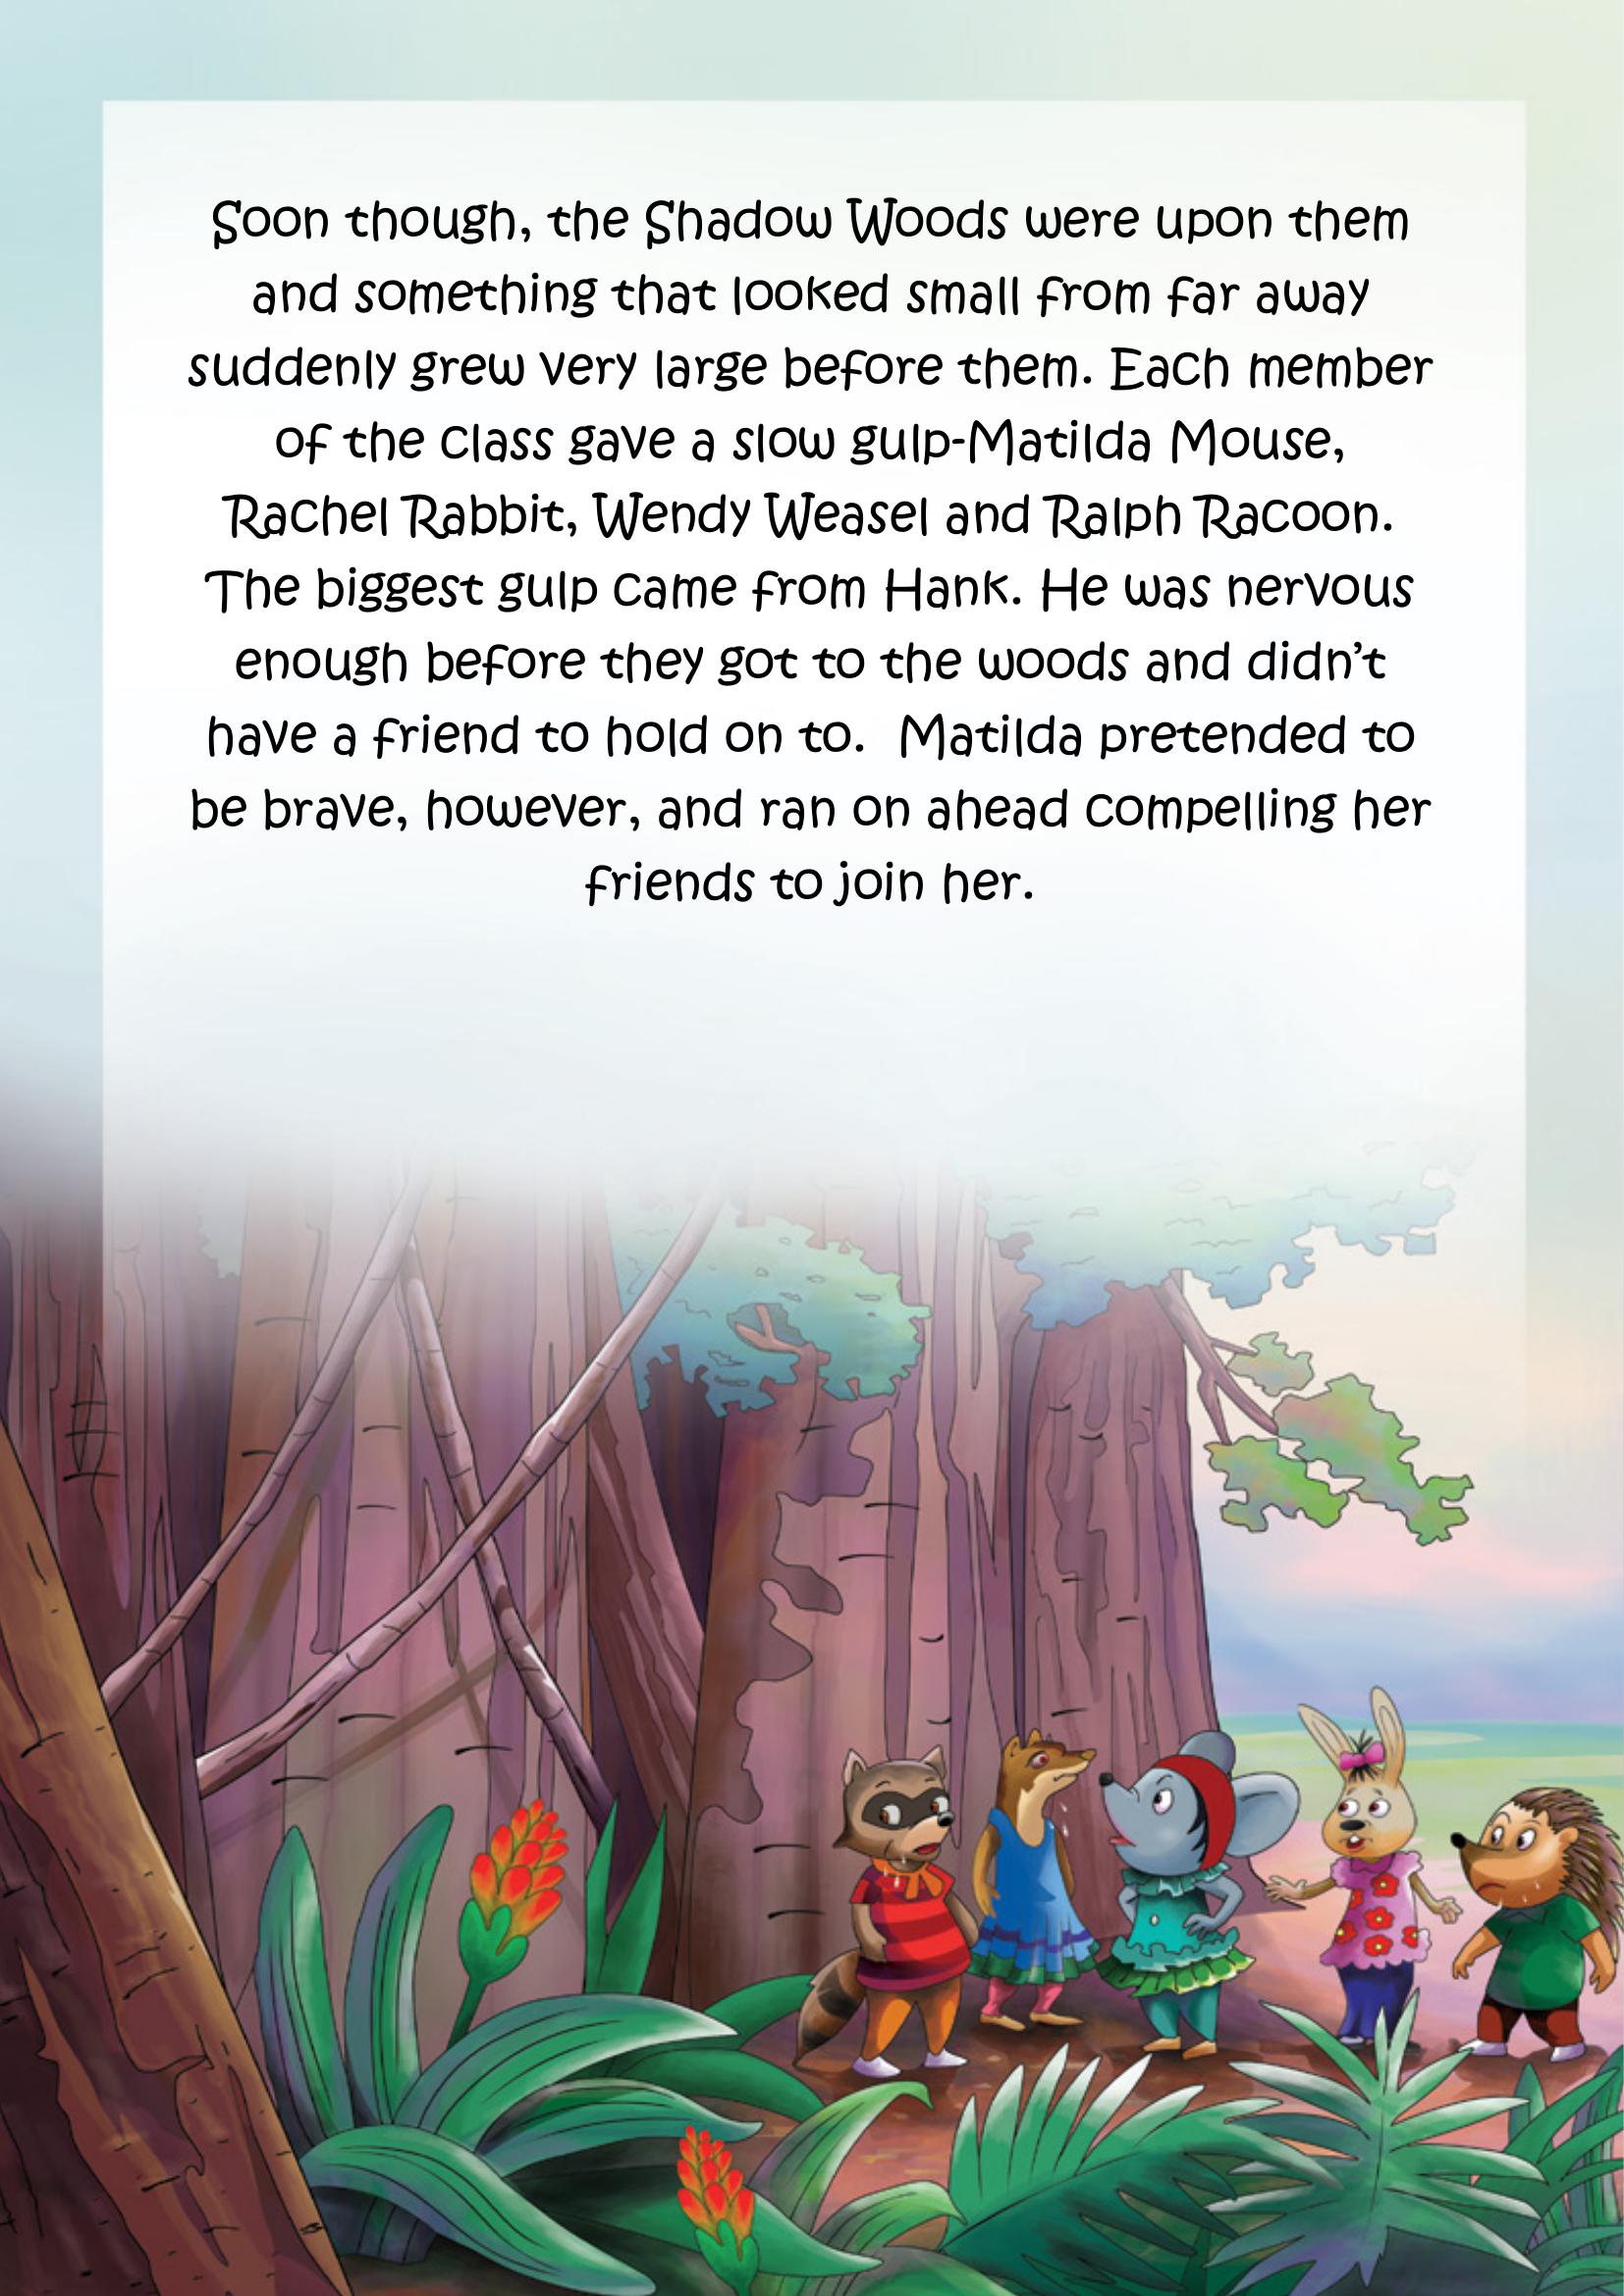 Soon though, the Shadow Woods were upon them
and something that looked small from far away
suddenly grew very large before them. Each member
of the class gave a slow gulp-Matilda Mouse,
Rachel Rabbit, Wendy Weasel and Ralph Racoon.
The biggest gulp came from Hank. He was nervous
enough before they got to the woods and didn’t
have a friend to hold on to.  Matilda pretended to
be brave, however, and ran on ahead compelling her
friends to join her.